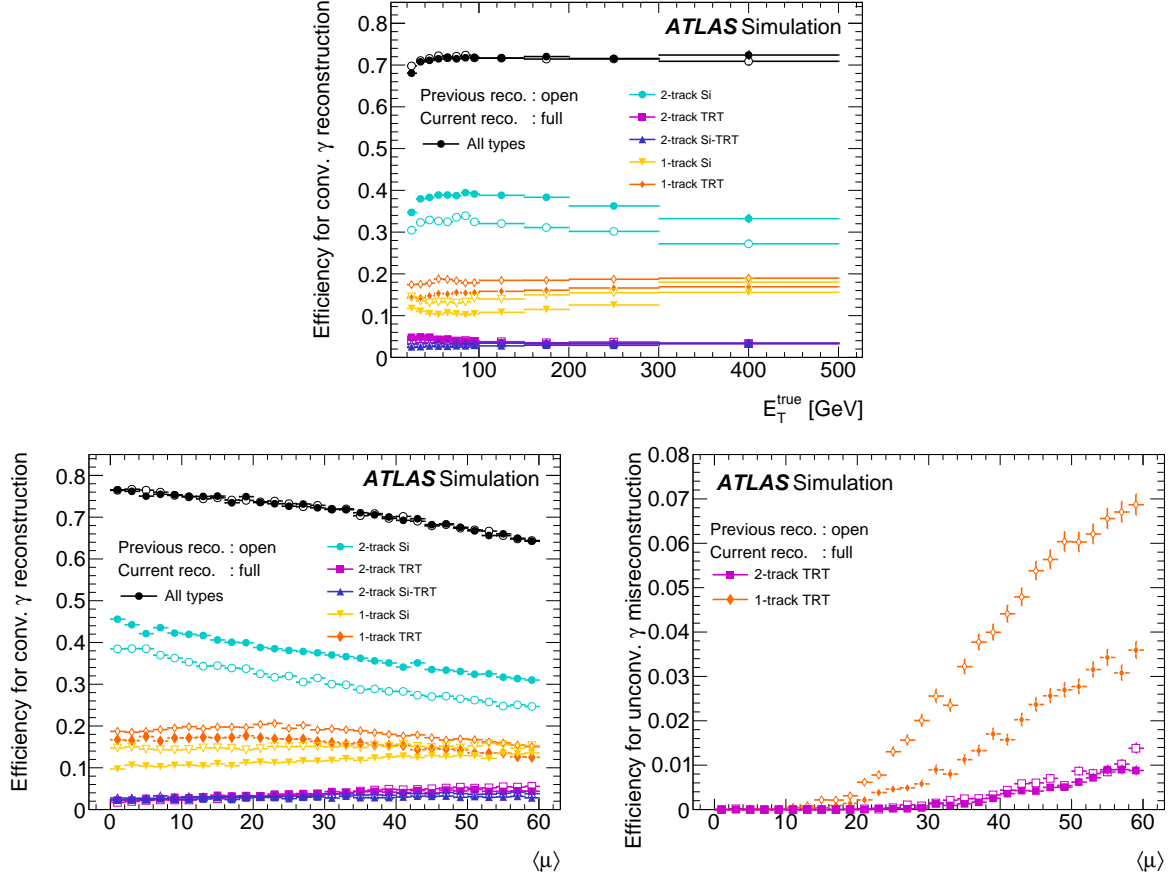 ATLAS Simulation
Efficiency for conv. γ reconstruction
0.8
0.7
0.6
0.5
0.4
0.3
0.2
0.1
0
Previous reco. : open
Current reco. : full
All types
2-track Si
2-track TRT
2-track Si-TRT
1-track Si
1-track TRT
100 200 300 400 500
E_T^true [GeV]
ATLAS Simulation
Efficiency for conv. γ reconstruction
0.8
0.7
0.6
0.5
0.4
0.3
0.2
0.1
0
Previous reco. : open
Current reco. : full
All types
2-track Si
2-track TRT
2-track Si-TRT
1-track Si
1-track TRT
0 10 20 30 40 50 60
⟨μ⟩
ATLAS Simulation
Efficiency for unconv. γ misreconstruction
0.08
0.07
0.06
0.05
0.04
0.03
0.02
0.01
0
Previous reco. : open
Current reco. : full
2-track TRT
1-track TRT
0 10 20 30 40 50 60
⟨μ⟩